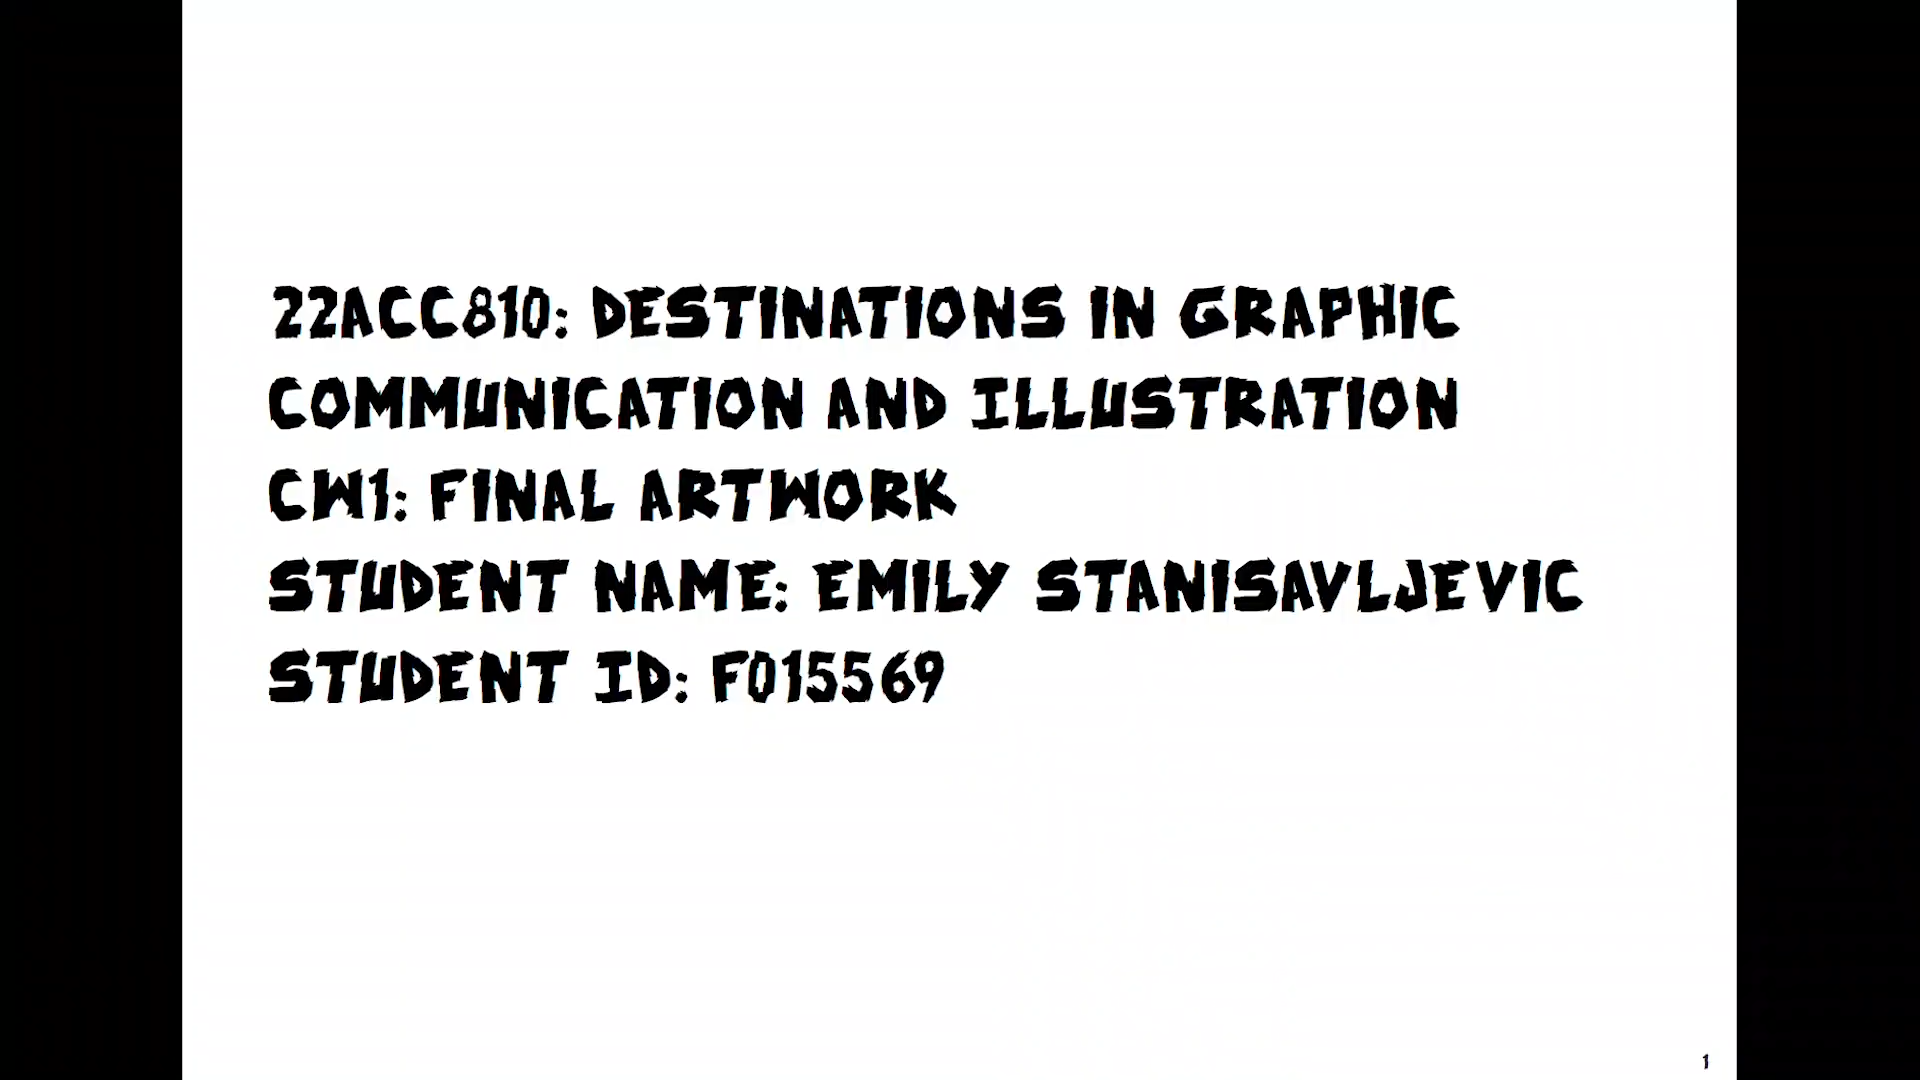 22ACC810: DESTINATIONS IN GRAPHIC
COMMUNICATION AND ILLUSTRATION
CW1: FINAL ARTWORK
STUDENT NAME: EMILY STANISAVLJEVIC
STUDENT ID: F015569
1